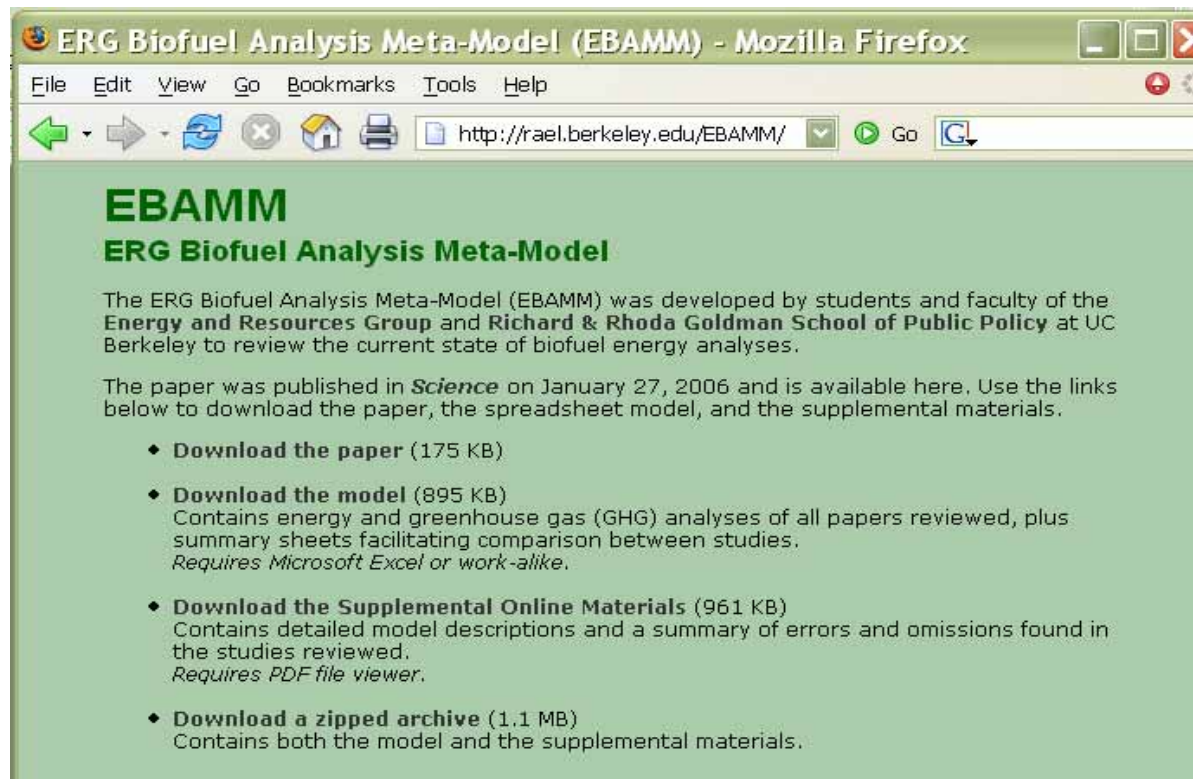 ERG Biofuel Analysis Meta-Model (EBAMM) - Mozilla Firefox
File Edit View Go Bookmarks Tools Help
http://rael.berkeley.edu/EBAMM/ Go G
EBAMM
ERG Biofuel Analysis Meta-Model
The ERG Biofuel Analysis Meta-Model (EBAMM) was developed by students and faculty of the
Energy and Resources Group and Richard & Rhoda Goldman School of Public Policy at UC
Berkeley to review the current state of biofuel energy analyses.
The paper was published in Science on January 27, 2006 and is available here. Use the links
below to download the paper, the spreadsheet model, and the supplemental materials.
• Download the paper (175 KB)
• Download the model (895 KB)
Contains energy and greenhouse gas (GHG) analyses of all papers reviewed, plus
summary sheets facilitating comparison between studies.
Requires Microsoft Excel or work-alike.
• Download the Supplemental Online Materials (961 KB)
Contains detailed model descriptions and a summary of errors and omissions found in
the studies reviewed.
Requires PDF file viewer.
• Download a zipped archive (1.1 MB)
Contains both the model and the supplemental materials.